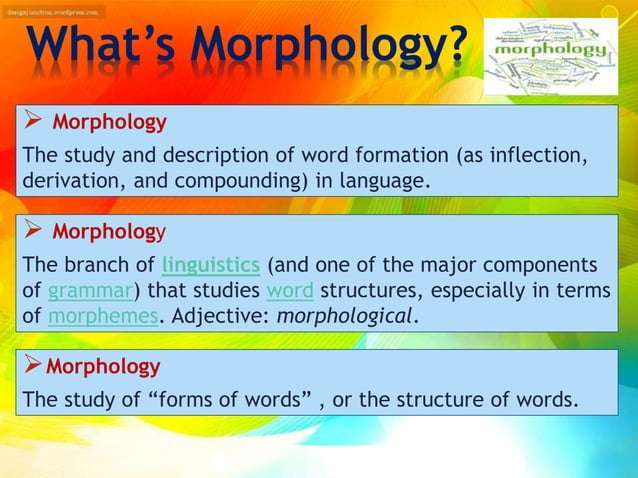 What's Morphology?
morphology
➢ Morphology
The study and description of word formation (as inflection,
derivation, and compounding) in language.
➢ Morphology
The branch of linguistics (and one of the major components
of grammar) that studies word structures, especially in terms
of morphemes. Adjective: morphological.
➢ Morphology
The study of “forms of words” , or the structure of words.